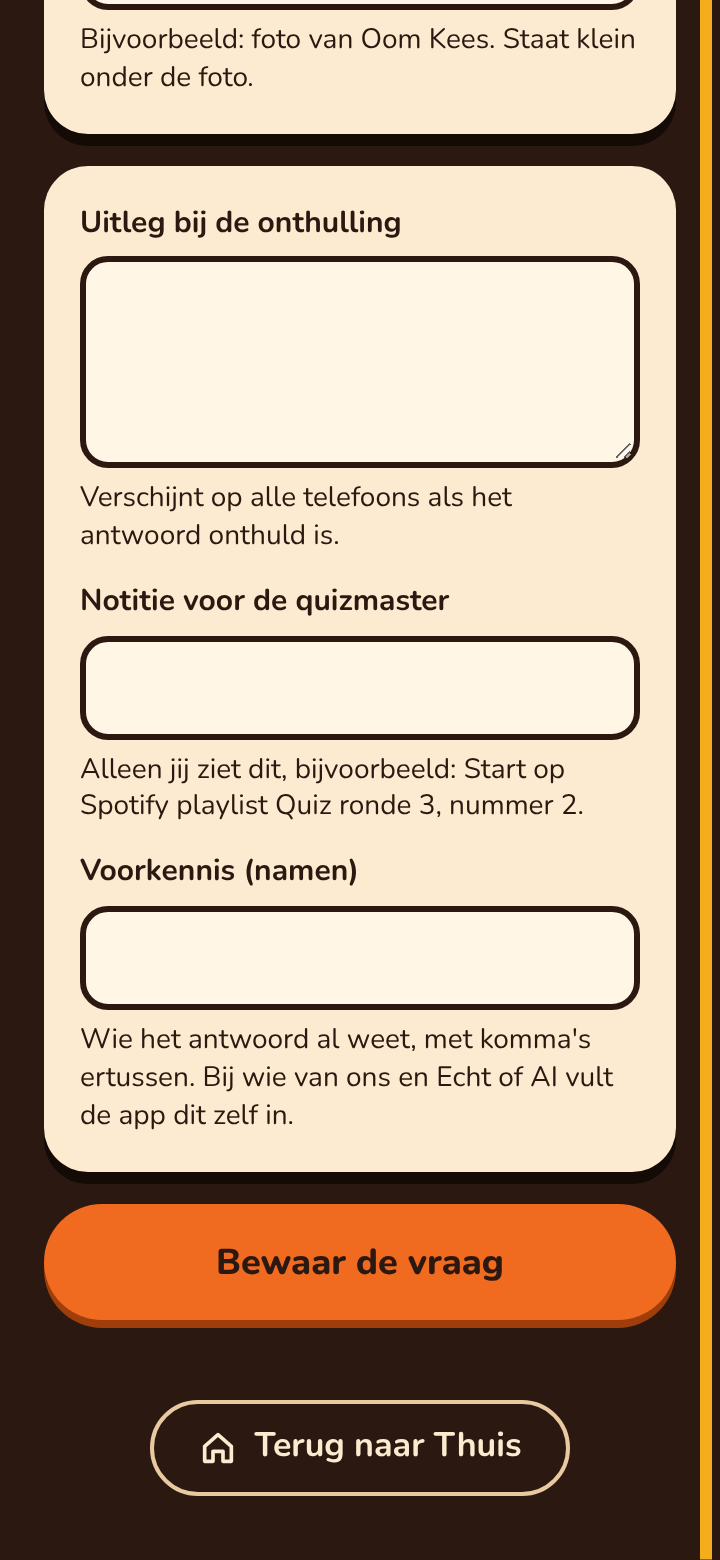 Bijvoorbeeld: foto van Oom Kees. Staat klein
onder de foto.
Uitleg bij de onthulling
Verschijnt op alle telefoons als het
antwoord onthuld is.
Notitie voor de quizmaster
Alleen jij ziet dit, bijvoorbeeld: Start op
Spotify playlist Quiz ronde 3, nummer 2.
Voorkennis (namen)
Wie het antwoord al weet, met komma's
ertussen. Bij wie van ons en Echt of AI vult
de app dit zelf in.
Bewaar de vraag
Terug naar Thuis